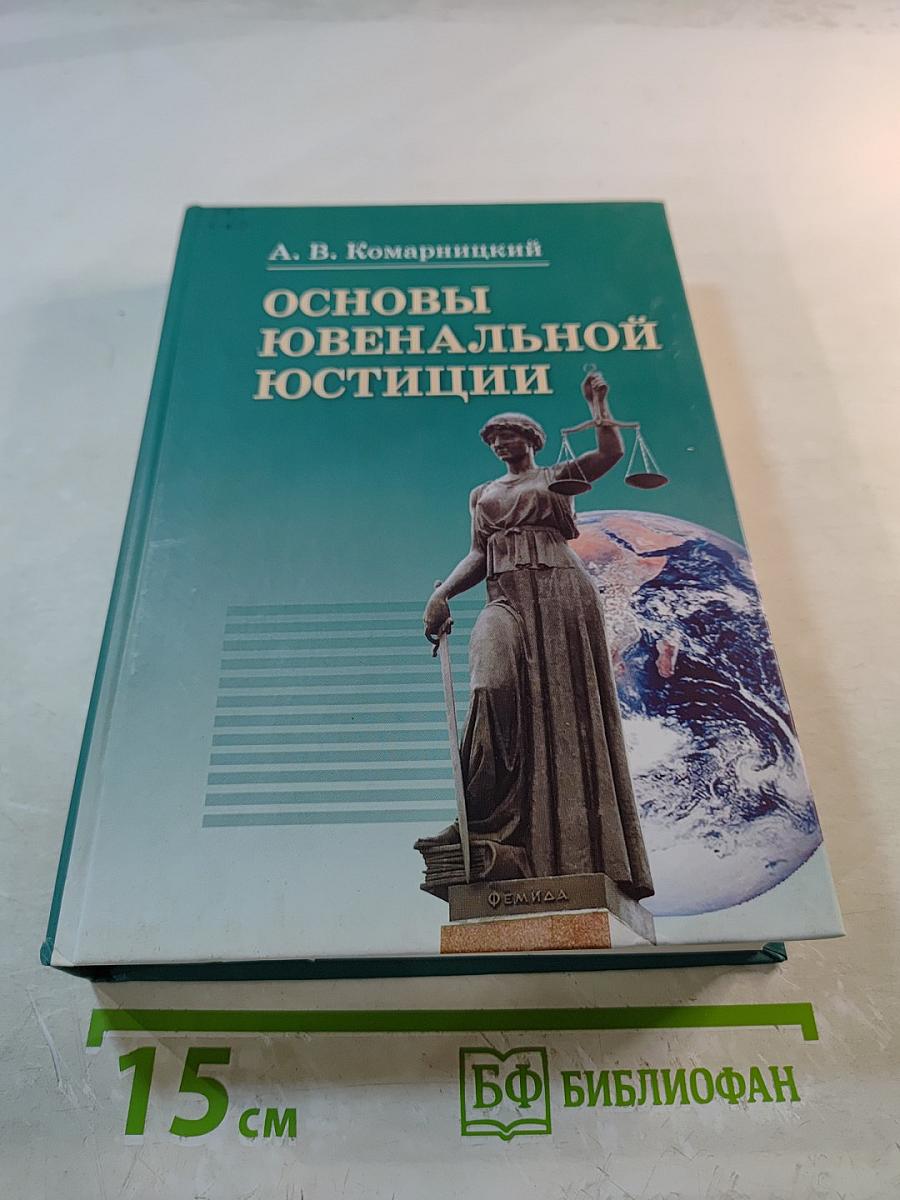 А. В. Комарницкий
ОСНОВЫ
ЮВЕНАЛЬНОЙ
ЮСТИЦИИ
ФЕМИДА
15 см
БФ БИБЛИОФАН